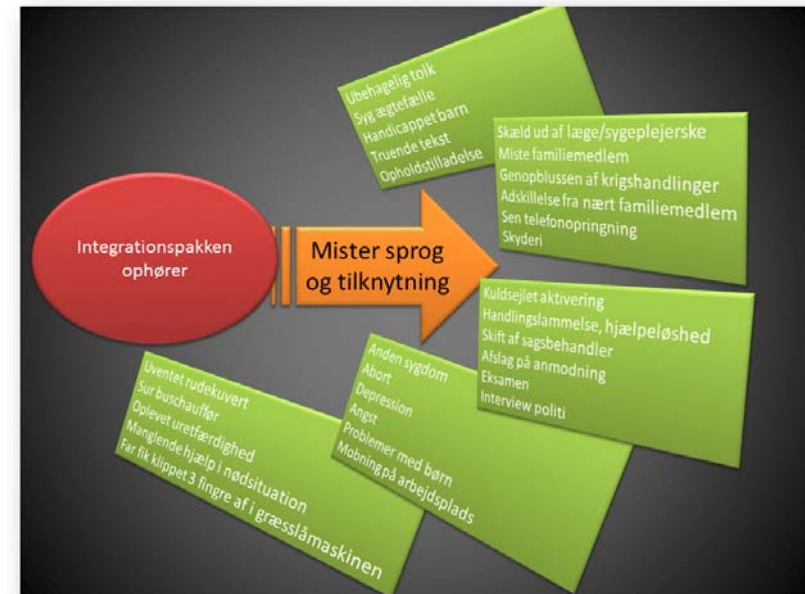 Integrationspakken
ophører
Mister sprog
og tilknytning
Ubehagelig tolk
Syg ægtefælle
Handicappet barn
Truende tekst
Opholdstilladelse
Skæld ud af læge/sygeplejerske
Miste familiemedlem
Genopblussen af krigshandlinger
Adskillelse fra nært familiemedlem
Sen telefonopringning
Skyderi
Kuldsejlet aktivering
Handlingslammelse, hjælpeløshed
Skift af sagsbehandler
Afslag på anmodning
Eksamen
Interview politi
Anden sygdom
Abort
Depression
Angst
Problemer med børn
Mobning på arbejdsplads
Uventet rudekuvert
Sur buschauffør
Oplevet uretfærdighed
Manglende hjælp i nødsituation
Far fik klippet 3 fingre af i græsslåmaskinen